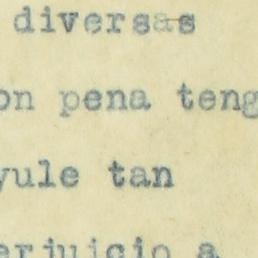 diversas
on pena teng
yule tan
erjuicio a